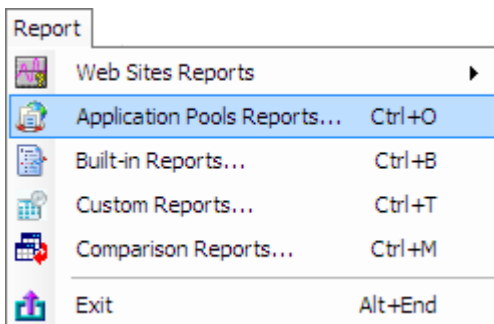 Report
Web Sites Reports
Application Pools Reports... Ctrl+O
Built-in Reports... Ctrl+B
Custom Reports... Ctrl+T
Comparison Reports... Ctrl+M
Exit Alt+End